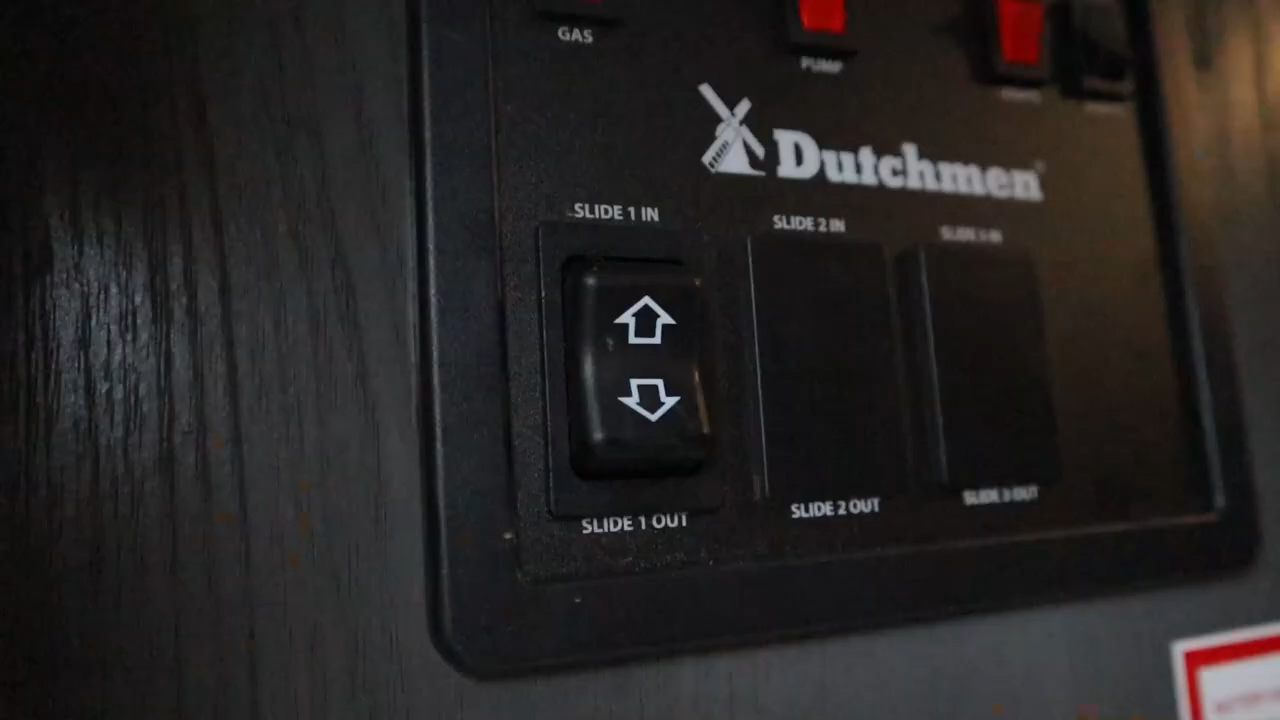 GAS
PUMP
Dutchmen
SLIDE 1 IN
SLIDE 2 IN
SLIDE 3 IN
SLIDE 1 OUT
SLIDE 2 OUT
SLIDE 3 OUT